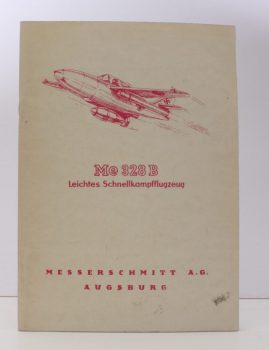 Me 328 B
Leichtes Schnellkampfflugzeug
MESSERSCHMITT A.G.
AUGSBURG